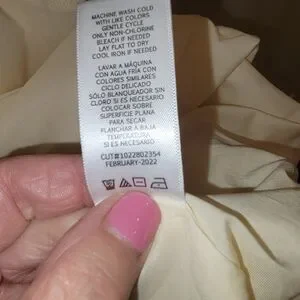 MACHINE WASH COLD
WITH LIKE COLORS
GENTLE CYCLE
ONLY NON-CHLORINE
BLEACH IF NEEDED
LAY FLAT TO DRY
COOL IRON IF NEEDED
LAVAR A MÁQUINA
CON AGUA FRÍA CON
COLORES SIMILARES
CICLO DELICADO
SÓLO BLANQUEADOR SIN
CLORO SI ES NECESARIO
COLOCAR SOBRE
SUPERFICIE PLANA
PARA SECAR
PLANCHAR A BAJA
TEMPERATURA
SI ES NECESARIO
CUT#1022802354
FEBRUARY-2022